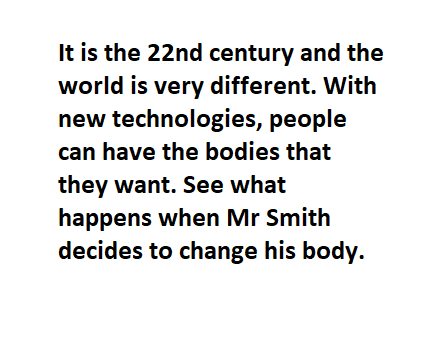 It is the 22nd century and the
world is very different. With
new technologies, people
can have the bodies that
they want. See what
happens when Mr Smith
decides to change his body.